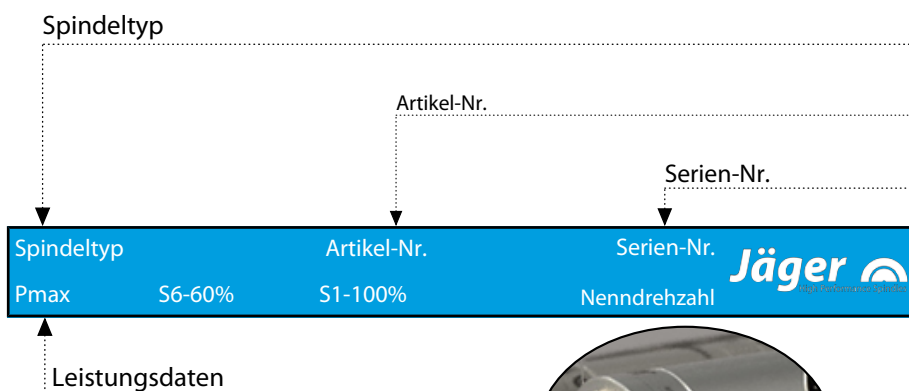 Spindeltyp
Artikel-Nr.
Serien-Nr.
Spindeltyp Artikel-Nr. Serien-Nr.
Jäger
Pmax S6-60% S1-100% Nenndrehzahl
Leistungsdaten